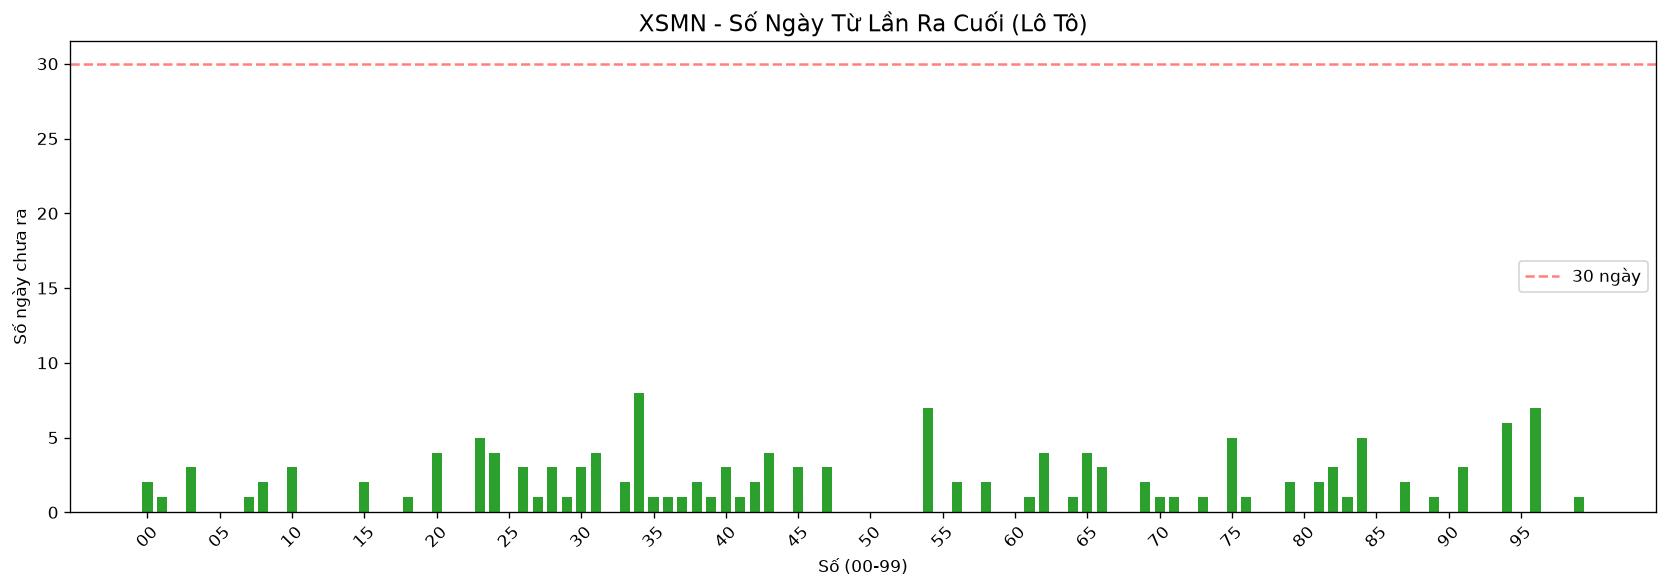 XSMN - Số Ngày Từ Lần Ra Cuối (Lô Tô)
Số ngày chưa ra
30
25
20
15
10
5
0
30 ngày
00 05 10 15 20 25 30 35 40 45 50 55 60 65 70 75 80 85 90 95
Số (00-99)